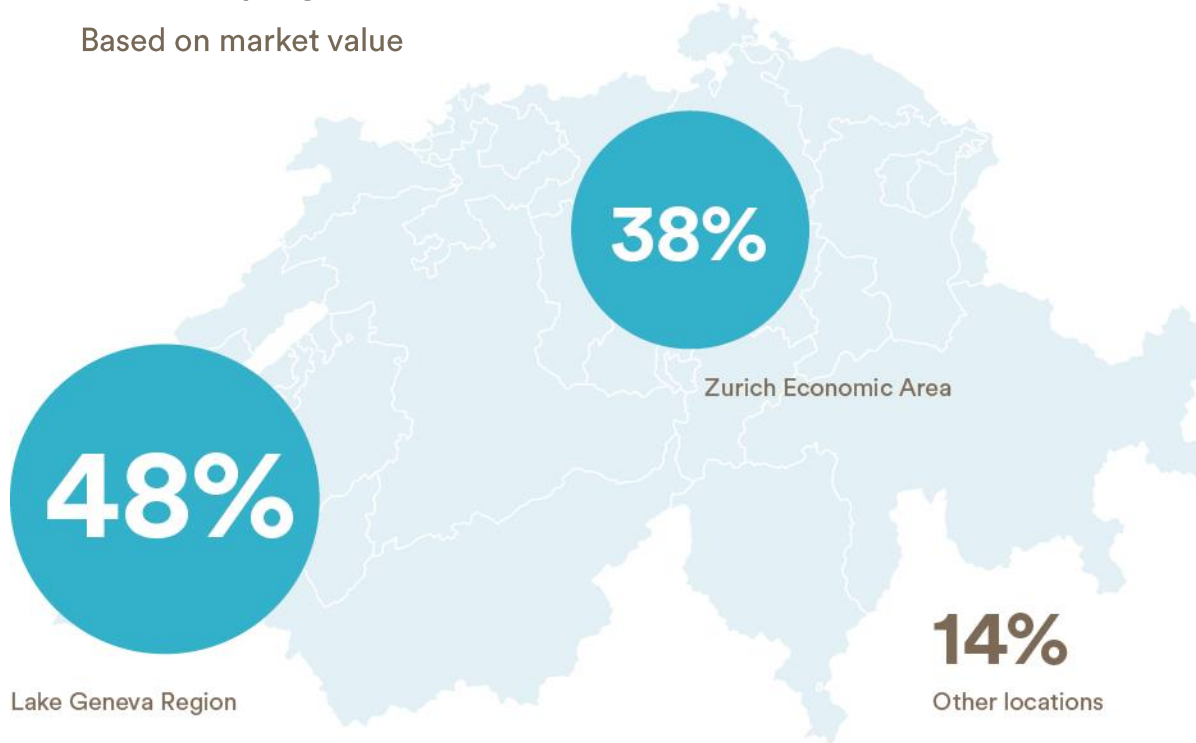 Based on market value
38%
Zurich Economic Area
48%
Lake Geneva Region
14%
Other locations